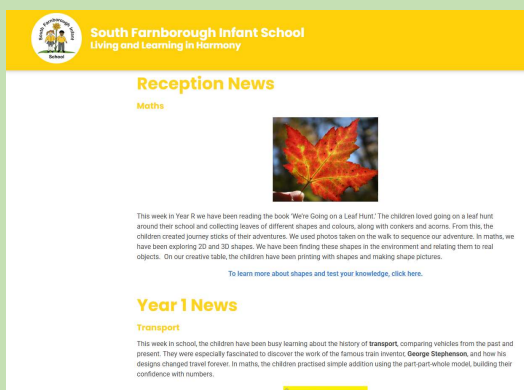 South Farnborough Infant School
South Farnborough Infant School
Living and Learning in Harmony
Reception News
Maths
This week in Year R we have been reading the book 'We're Going on a Leaf Hunt.' The children loved going on a leaf hunt
around their school and collecting leaves of different shapes and colours, along with conkers and acorns. From this, the
children created journey sticks of their adventures. We used photos taken on the walk to sequence our adventure. In maths, we
have been exploring 2D and 3D shapes. We have been finding these shapes in the environment and relating them to real
objects. On our creative table, the children have been printing with shapes and making shape pictures.
To learn more about shapes and test your knowledge, click here.
Year 1 News
Transport
This week in school, the children have been busy learning about the history of transport, comparing vehicles from the past and
present. They were especially fascinated to discover the work of the famous train inventor, George Stephenson, and how his
designs changed travel forever. In maths, the children practised simple addition using the part-part-whole model, building their
confidence with numbers.